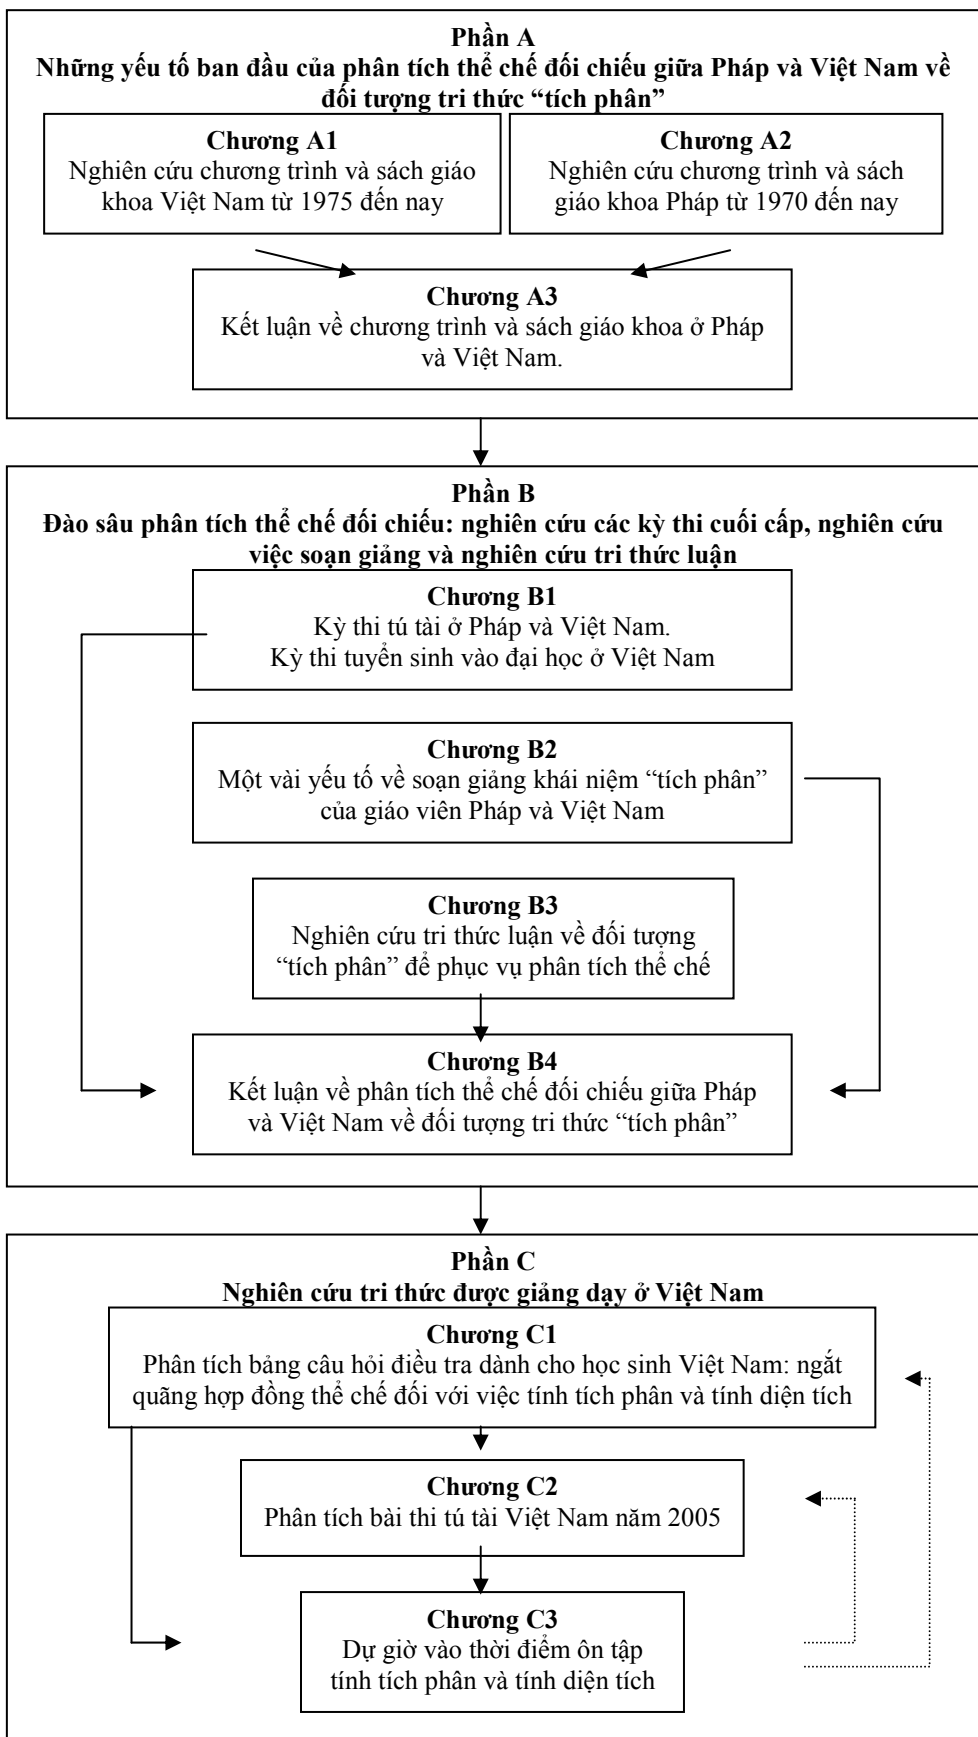 Phần A
Những yếu tố ban đầu của phân tích thể chế đối chiếu giữa Pháp và Việt Nam về
đối tượng tri thức “tích phân”
Chương A1
Nghiên cứu chương trình và sách giáo
khoa Việt Nam từ 1975 đến nay
Chương A2
Nghiên cứu chương trình và sách
giáo khoa Pháp từ 1970 đến nay
Chương A3
Kết luận về chương trình và sách giáo khoa ở Pháp
và Việt Nam.
Phần B
Đào sâu phân tích thể chế đối chiếu: nghiên cứu các kỳ thi cuối cấp, nghiên cứu
việc soạn giảng và nghiên cứu tri thức luận
Chương B1
Kỳ thi tú tài ở Pháp và Việt Nam.
Kỳ thi tuyển sinh vào đại học ở Việt Nam
Chương B2
Một vài yếu tố về soạn giảng khái niệm “tích phân”
của giáo viên Pháp và Việt Nam
Chương B3
Nghiên cứu tri thức luận về đối tượng
“tích phân” để phục vụ phân tích thể chế
Chương B4
Kết luận về phân tích thể chế đối chiếu giữa Pháp
và Việt Nam về đối tượng tri thức “tích phân”
Phần C
Nghiên cứu tri thức được giảng dạy ở Việt Nam
Chương C1
Phân tích bảng câu hỏi điều tra dành cho học sinh Việt Nam: ngắt
quãng hợp đồng thể chế đối với việc tính tích phân và tính diện tích
Chương C2
Phân tích bài thi tú tài Việt Nam năm 2005
Chương C3
Dự giờ vào thời điểm ôn tập
tính tích phân và tính diện tích